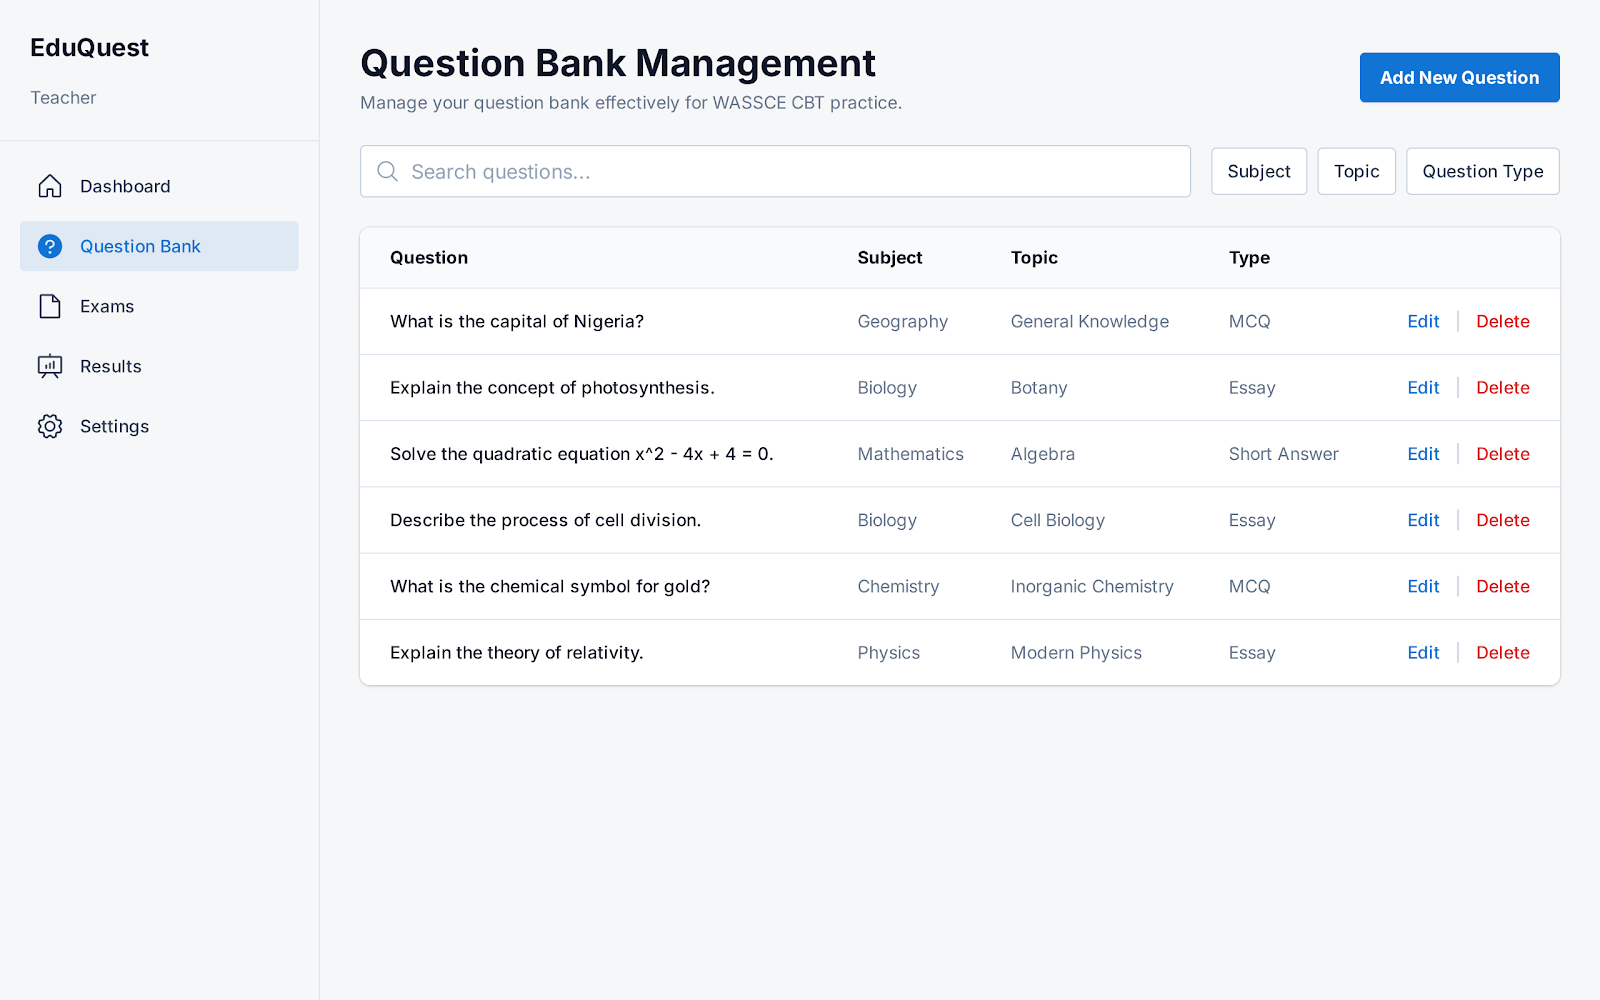 EduQuest
Teacher
Dashboard
Question Bank
Exams
Results
Settings
Question Bank Management
Manage your question bank effectively for WASSCE CBT practice.
Add New Question
Search questions...
Subject
Topic
Question Type
Question Subject Topic Type
What is the capital of Nigeria? Geography General Knowledge MCQ Edit Delete
Explain the concept of photosynthesis. Biology Botany Essay Edit Delete
Solve the quadratic equation x^2 - 4x + 4 = 0. Mathematics Algebra Short Answer Edit Delete
Describe the process of cell division. Biology Cell Biology Essay Edit Delete
What is the chemical symbol for gold? Chemistry Inorganic Chemistry MCQ Edit Delete
Explain the theory of relativity. Physics Modern Physics Essay Edit Delete